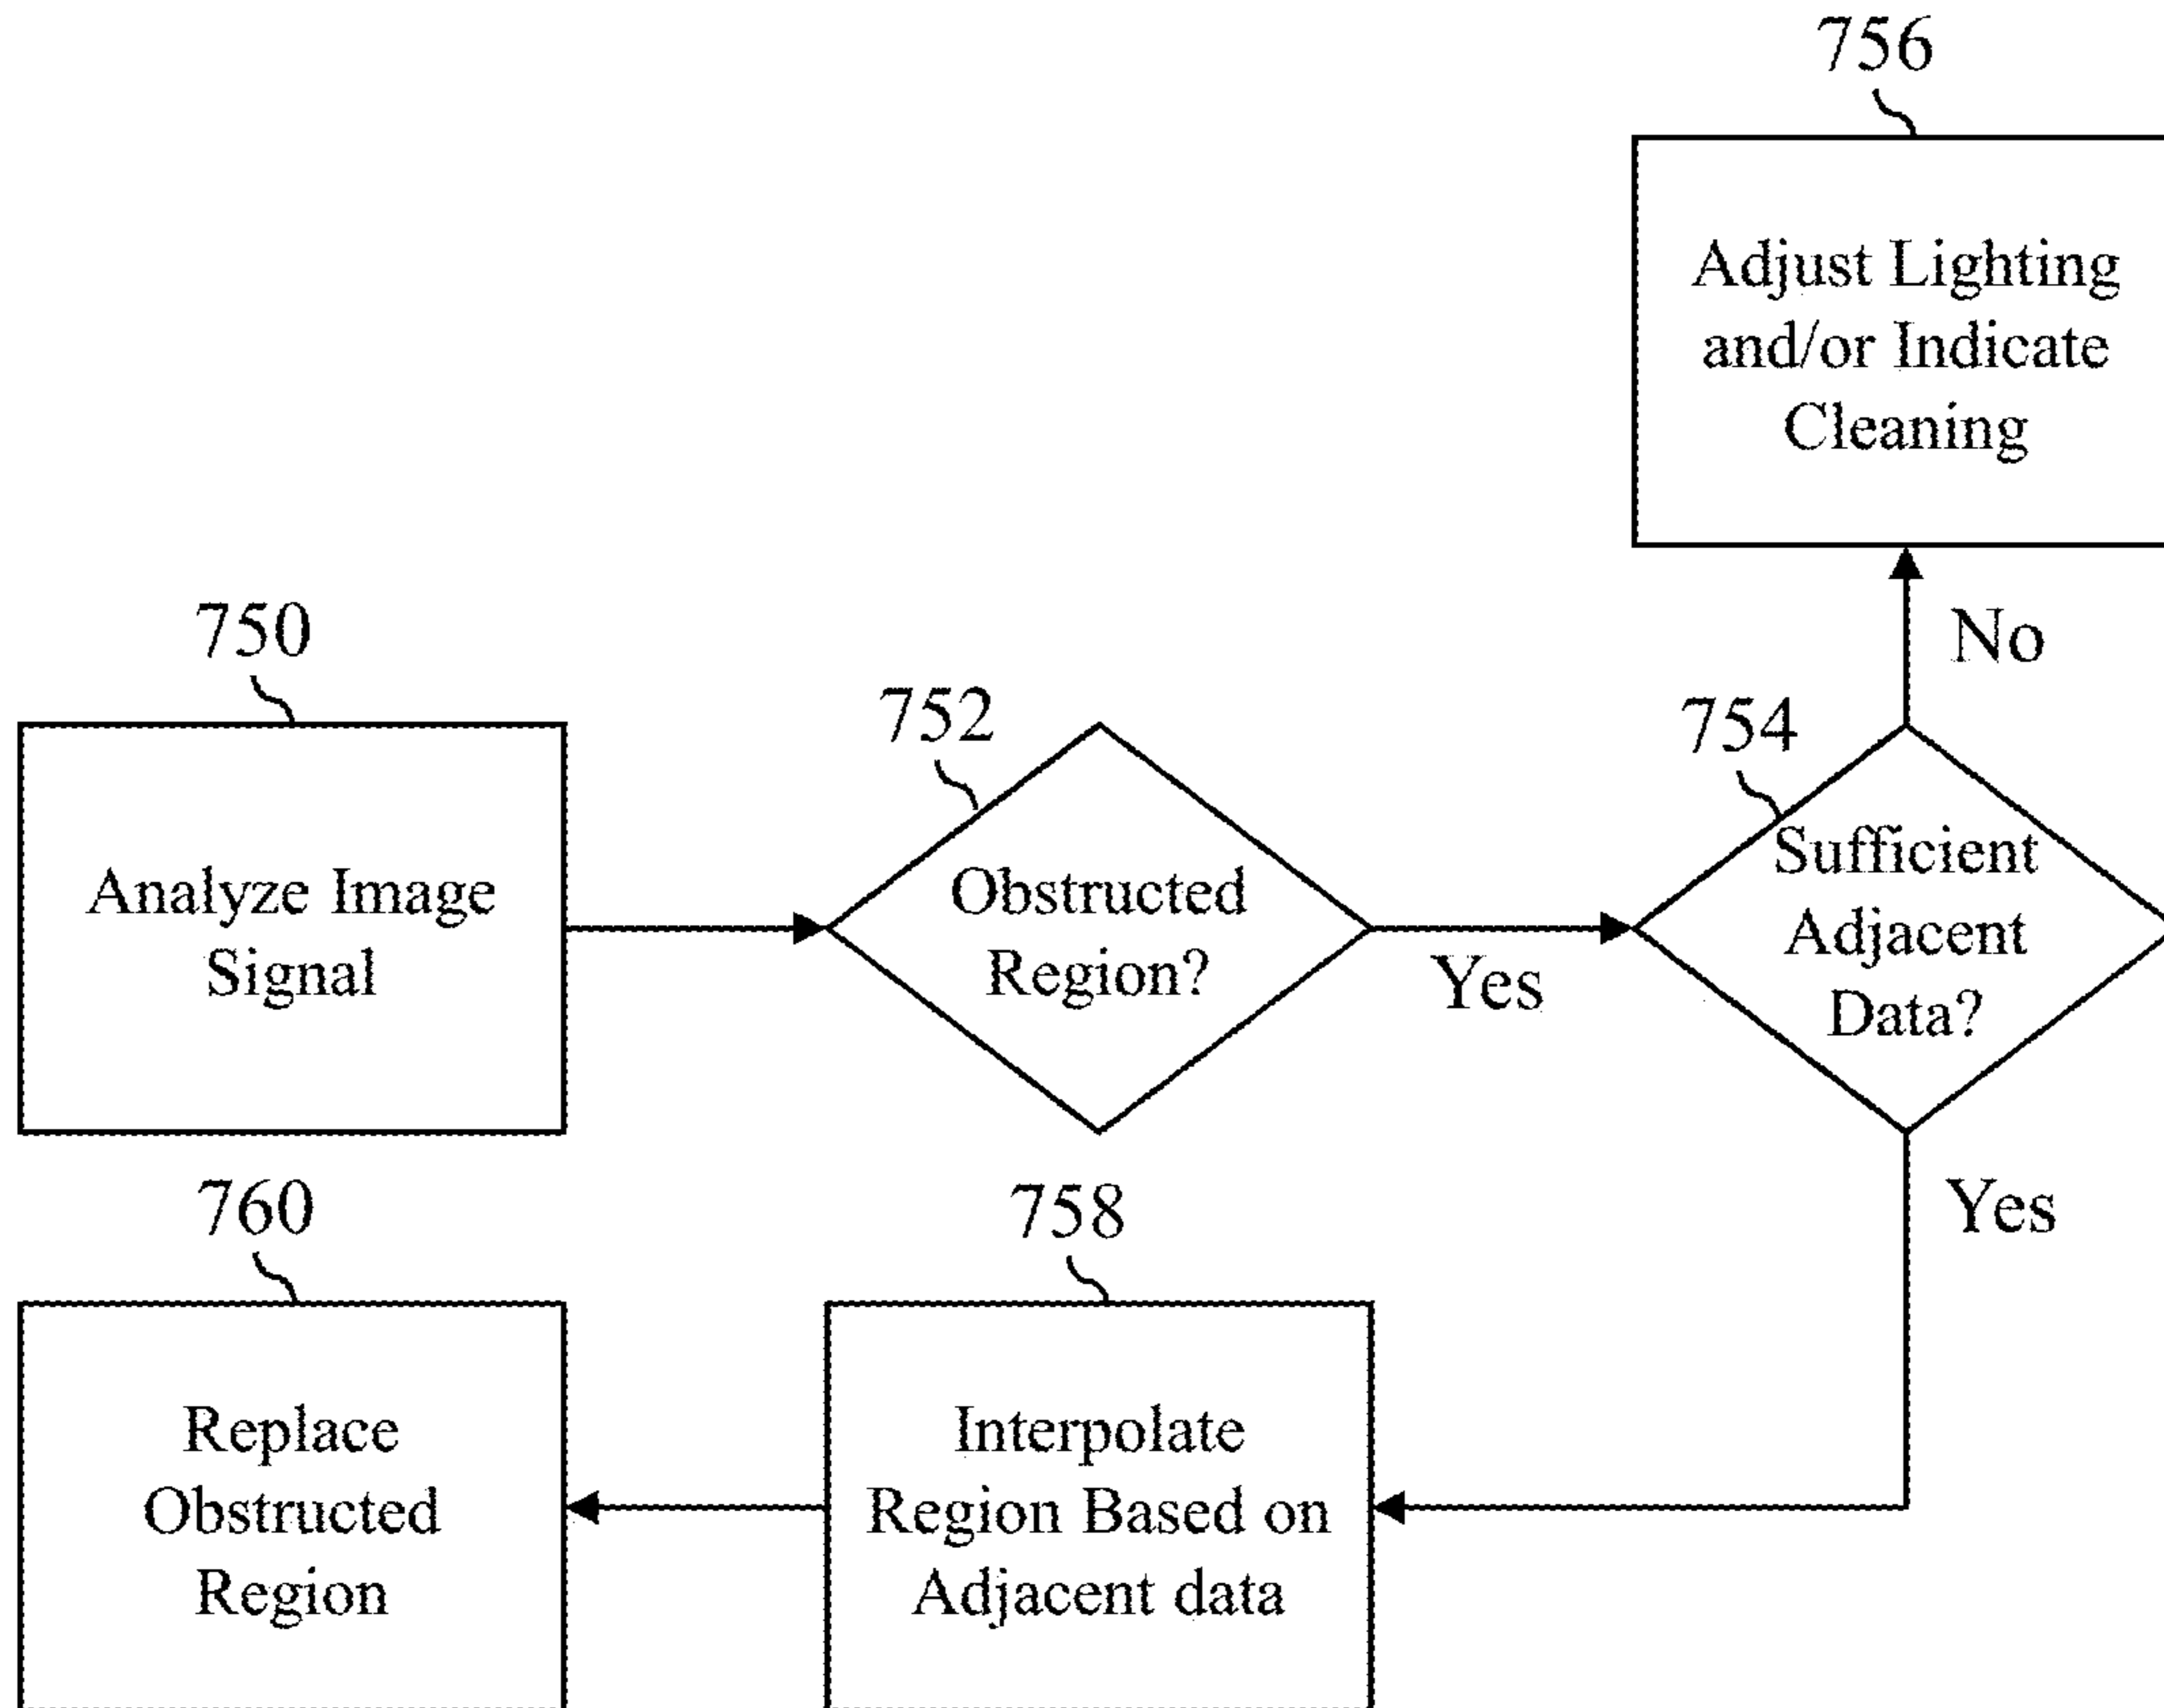 756
Adjust Lighting
and/or Indicate
Cleaning
No
750
Analyze Image
Signal
752
Obstructed
Region?
Yes
754
Sufficient
Adjacent
Data?
Yes
758
Interpolate
Region Based on
Adjacent data
760
Replace
Obstructed
Region